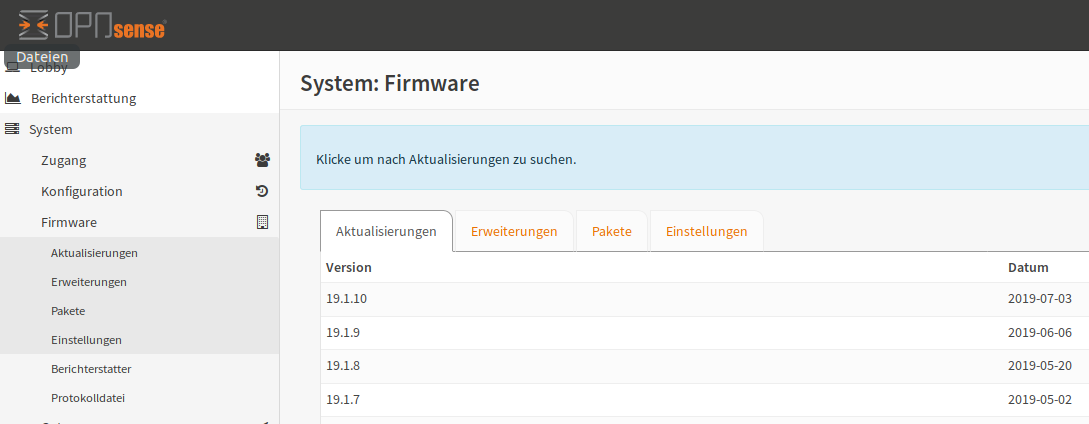 OPNsense
Dateien
Lobby
Berichterstattung
System
Zugang
Konfiguration
Firmware
Aktualisierungen
Erweiterungen
Pakete
Einstellungen
Berichterstatter
Protokolldatei
System: Firmware
Klicke um nach Aktualisierungen zu suchen.
Aktualisierungen Erweiterungen Pakete Einstellungen
Version Datum
19.1.10 2019-07-03
19.1.9 2019-06-06
19.1.8 2019-05-20
19.1.7 2019-05-02